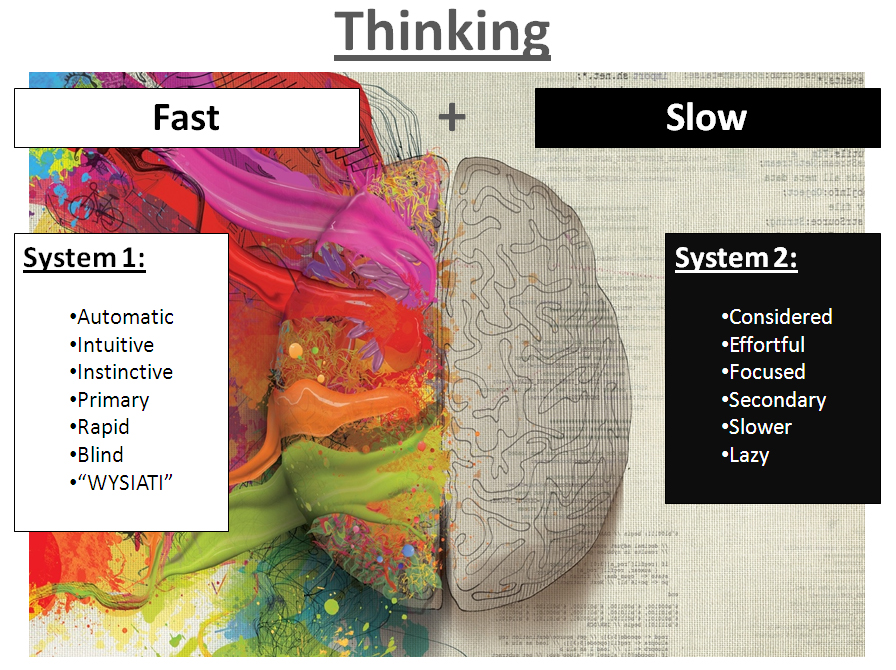 Thinking
Fast
+
Slow
System 1:
•Automatic
•Intuitive
•Instinctive
•Primary
•Rapid
•Blind
•“WYSIATI”
System 2:
•Considered
•Effortful
•Focused
•Secondary
•Slower
•Lazy